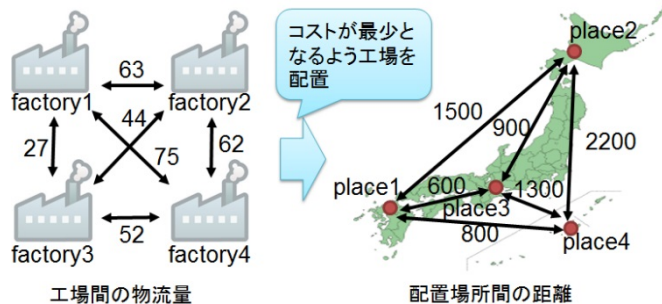 factory1
63
factory2
27
44
75
62
factory3
52
factory4
工場間の物流量
コストが最少と
なるよう工場を
配置
place2
1500
900
2200
place1
600
1300
place3
800
place4
配置場所間の距離